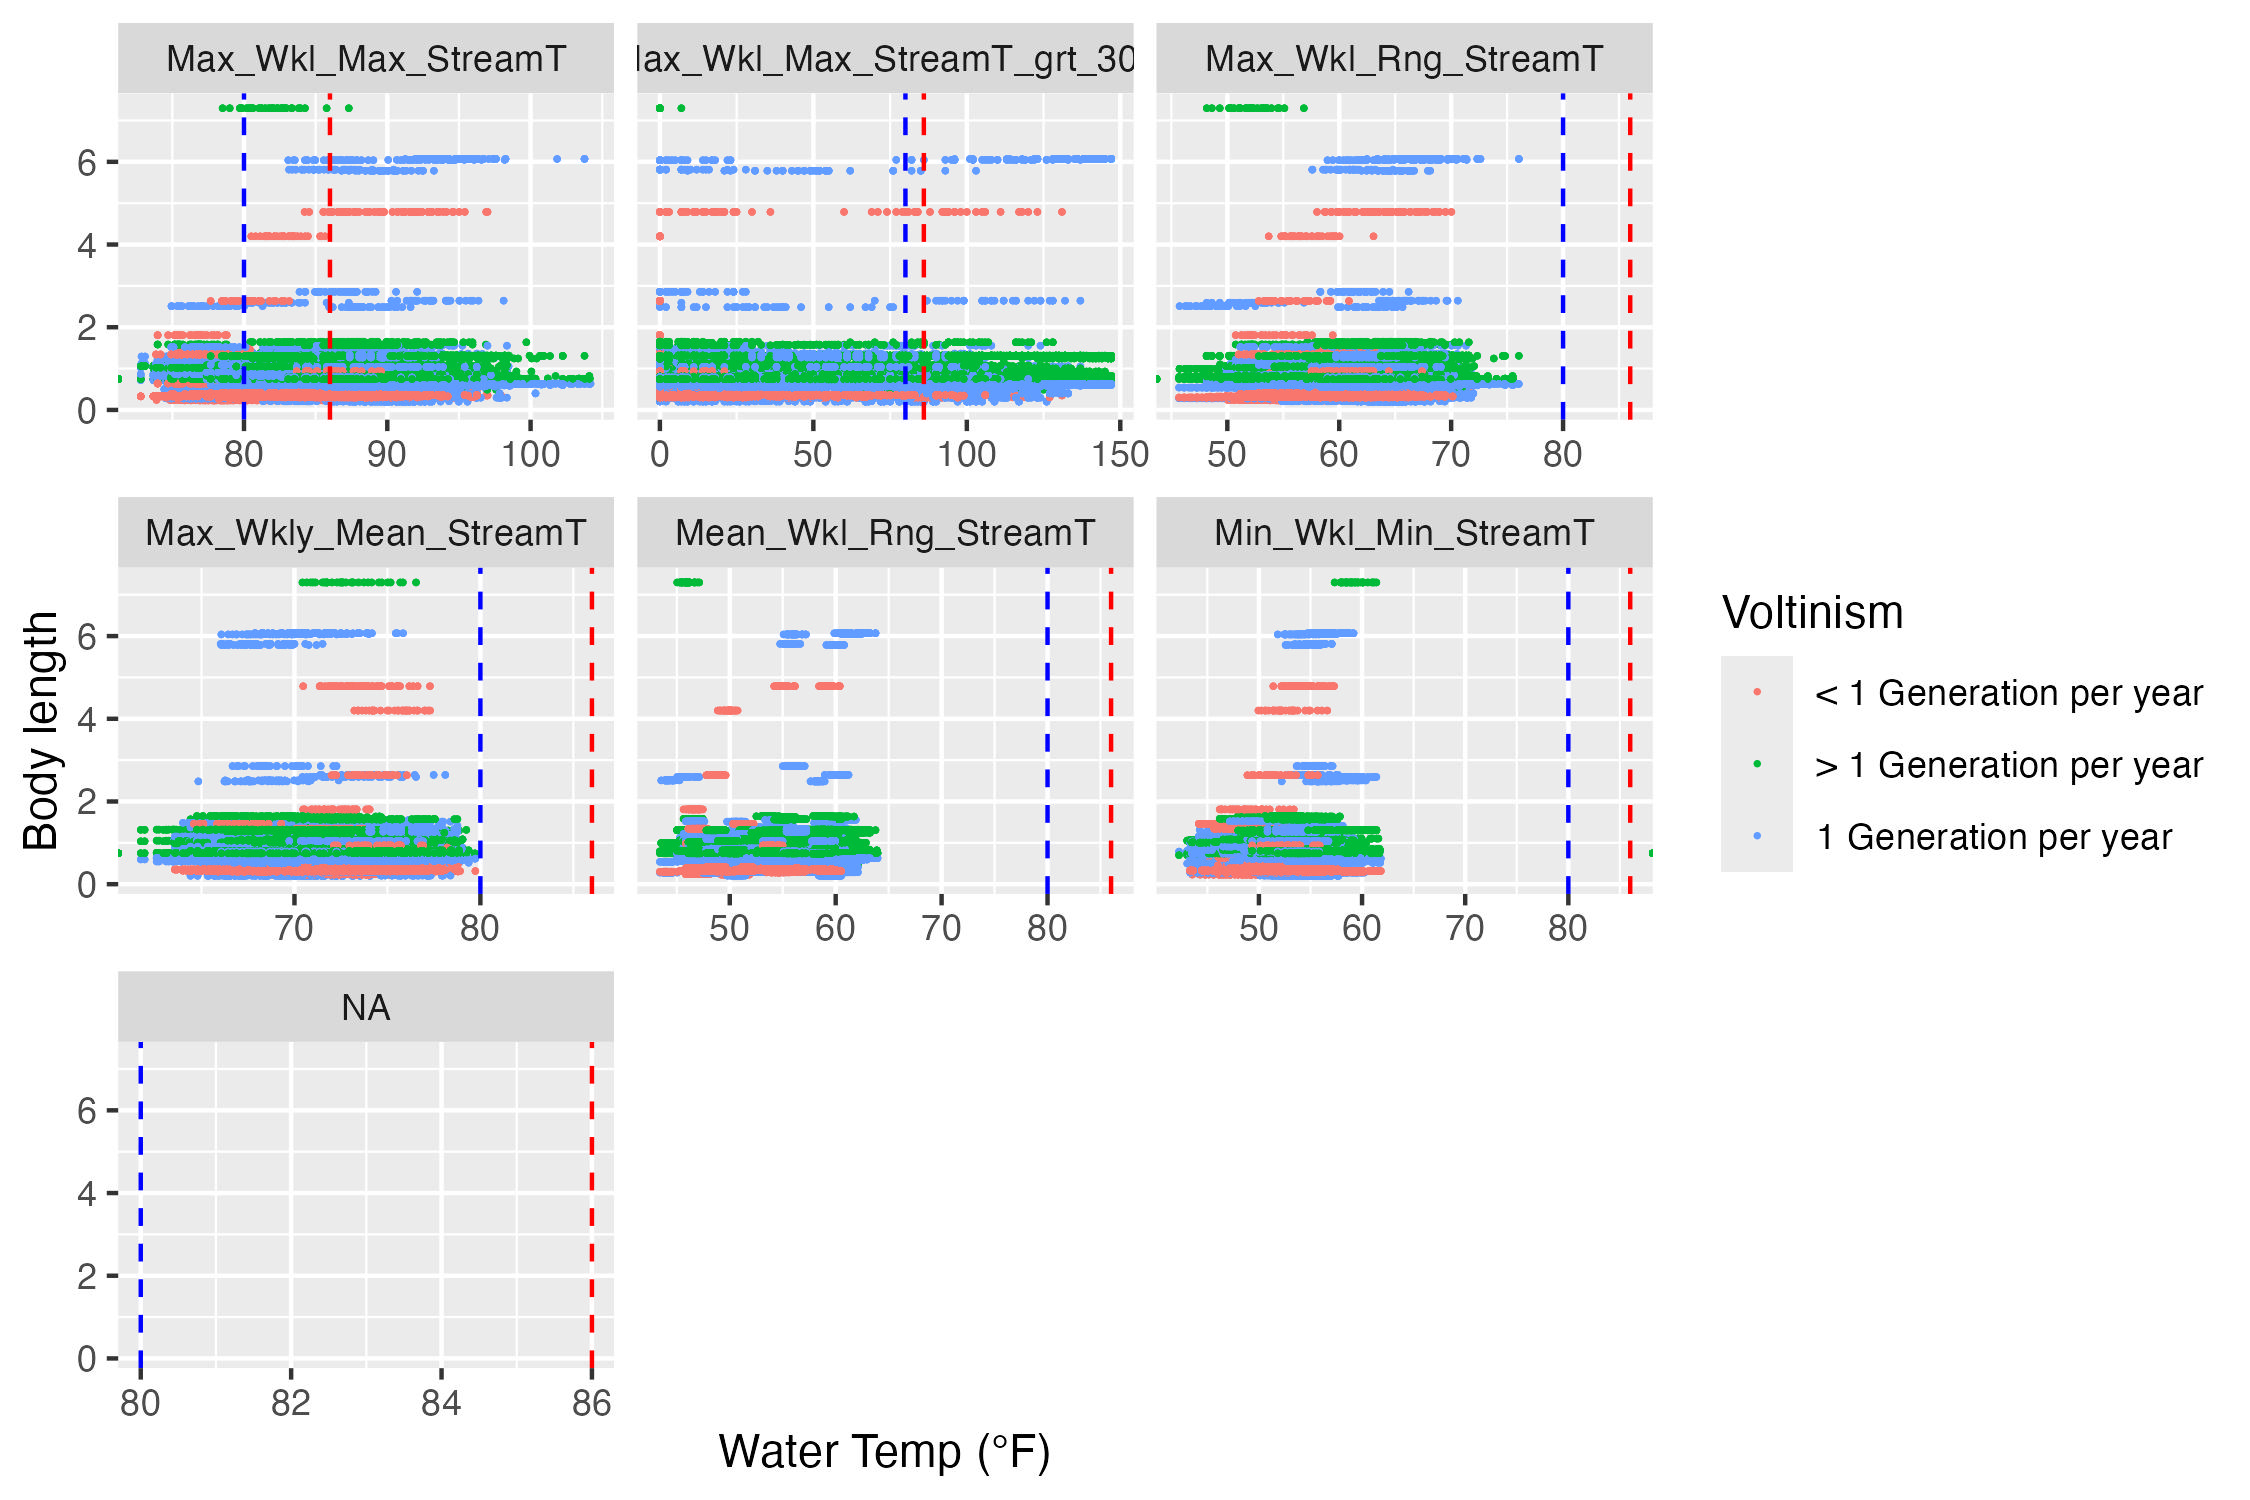 Max_Wkl_Max_StreamT
ax_Wkl_Max_StreamT_grt_30
Max_Wkl_Rng_StreamT
6
4
2
0
80 90 100
0 50 100 150
50 60 70 80
Max_Wkly_Mean_StreamT
Mean_Wkl_Rng_StreamT
Min_Wkl_Min_StreamT
Body length
6
4
2
0
70 80
50 60 70 80
50 60 70 80
Voltinism
< 1 Generation per year
> 1 Generation per year
1 Generation per year
NA
6
4
2
0
80 82 84 86
Water Temp (°F)